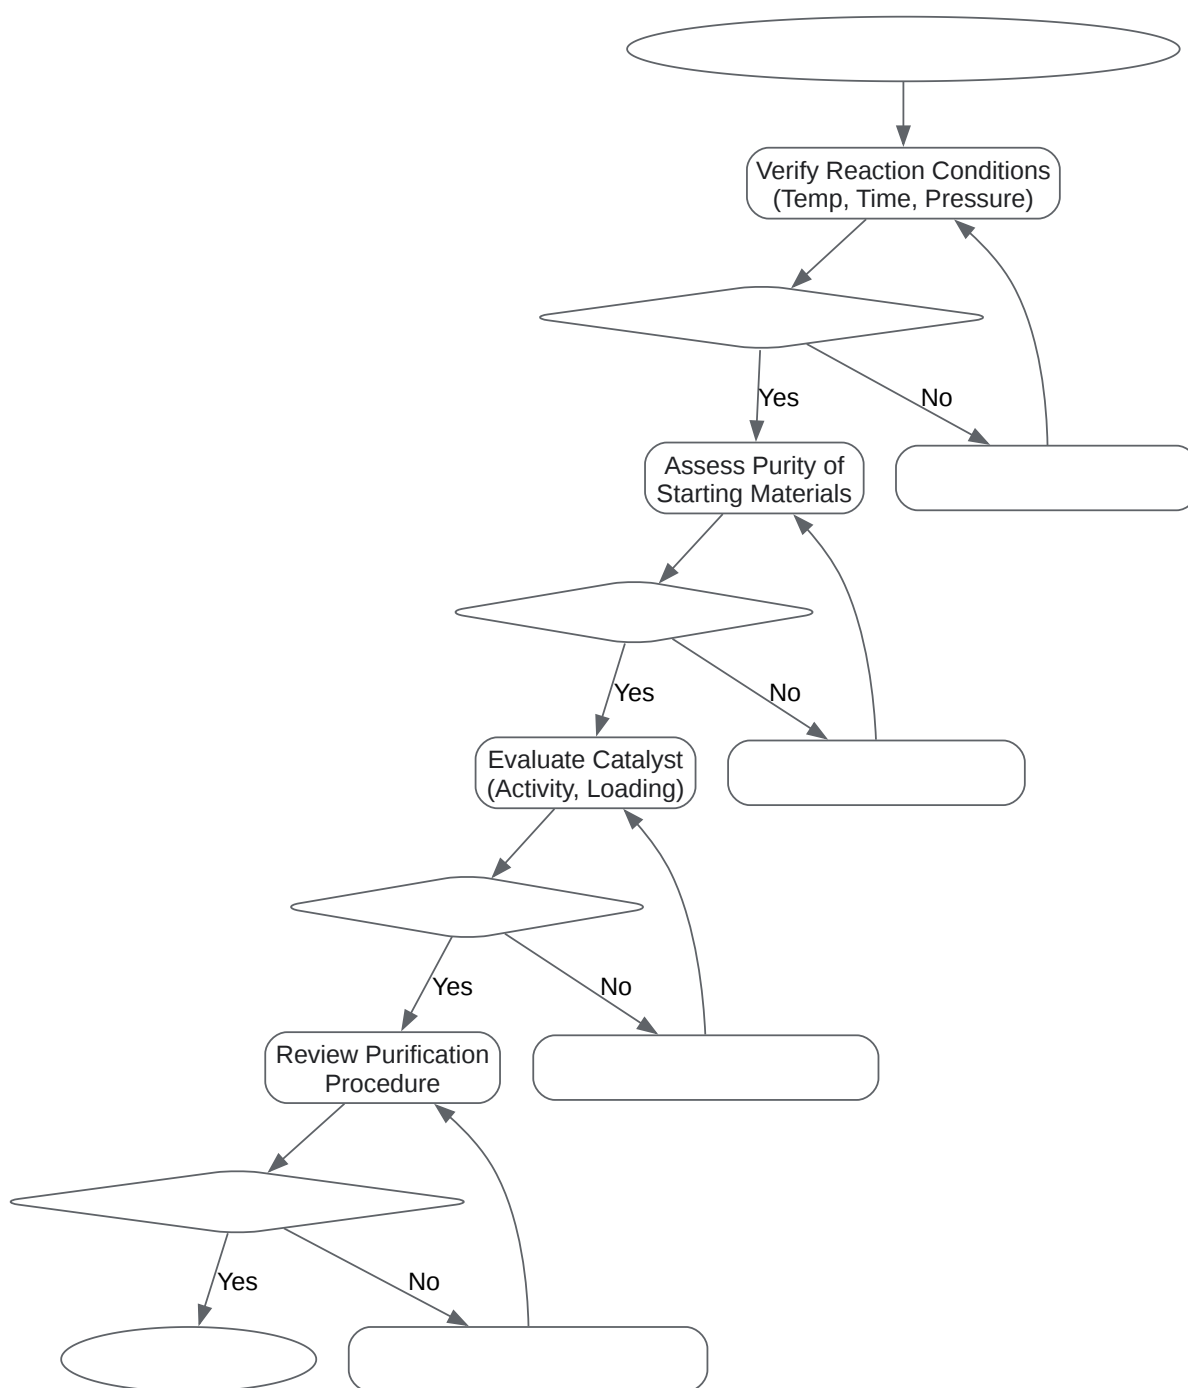 Verify Reaction Conditions
(Temp, Time, Pressure)
Yes
No
Assess Purity of
Starting Materials
Yes
No
Evaluate Catalyst
(Activity, Loading)
Yes
No
Review Purification
Procedure
Yes
No